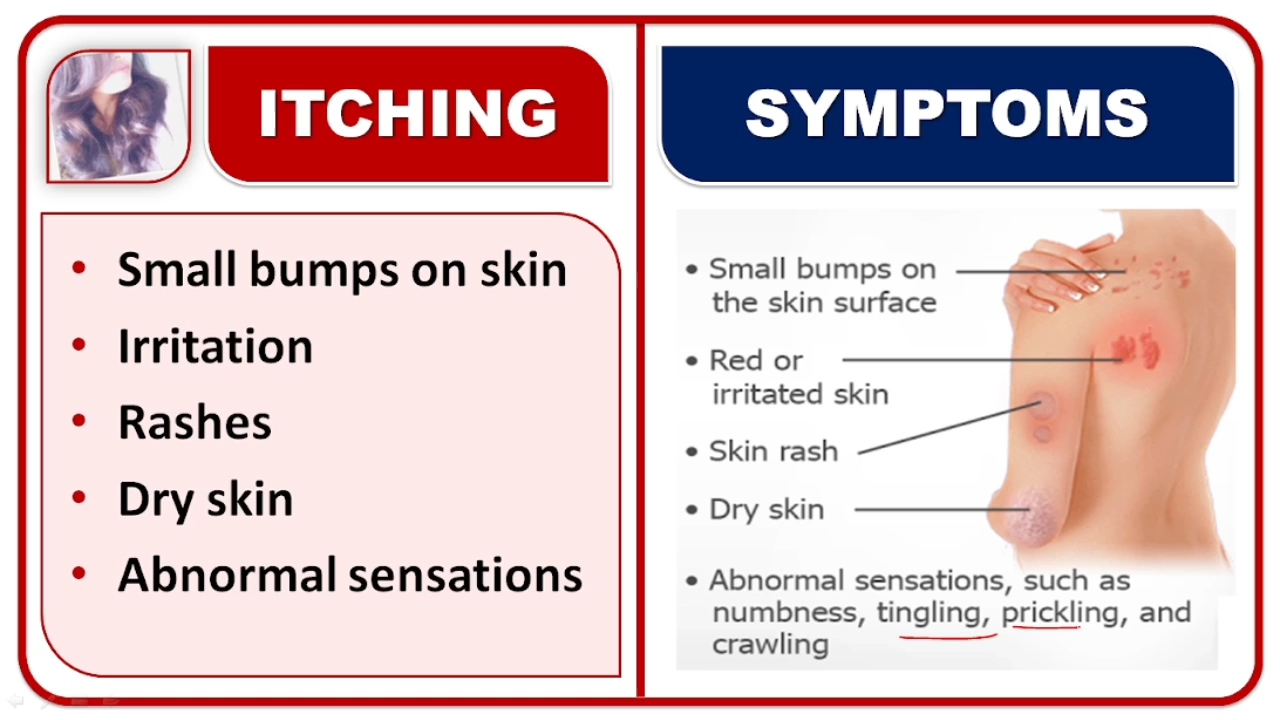 ITCHING
• Small bumps on skin
• Irritation
• Rashes
• Dry skin
• Abnormal sensations
SYMPTOMS
• Small bumps on
the skin surface
• Red or
irritated skin
• Skin rash
• Dry skin
• Abnormal sensations, such as
numbness, tingling, prickling, and
crawling